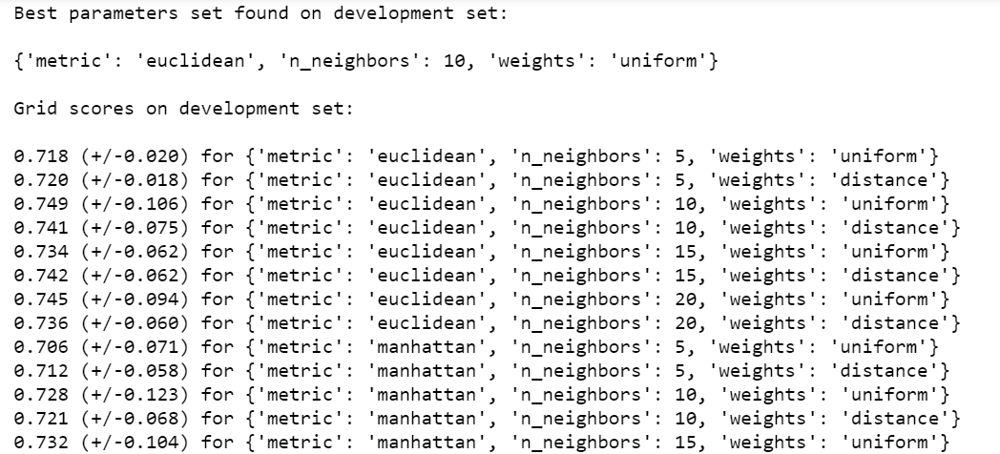 Best parameters set found on development set:
{'metric': 'euclidean', 'n_neighbors': 10, 'weights': 'uniform'}
Grid scores on development set:
0.718 (+/-0.020) for {'metric': 'euclidean', 'n_neighbors': 5, 'weights': 'uniform'}
0.720 (+/-0.018) for {'metric': 'euclidean', 'n_neighbors': 5, 'weights': 'distance'}
0.749 (+/-0.106) for {'metric': 'euclidean', 'n_neighbors': 10, 'weights': 'uniform'}
0.741 (+/-0.075) for {'metric': 'euclidean', 'n_neighbors': 10, 'weights': 'distance'}
0.734 (+/-0.062) for {'metric': 'euclidean', 'n_neighbors': 15, 'weights': 'uniform'}
0.742 (+/-0.062) for {'metric': 'euclidean', 'n_neighbors': 15, 'weights': 'distance'}
0.745 (+/-0.094) for {'metric': 'euclidean', 'n_neighbors': 20, 'weights': 'uniform'}
0.736 (+/-0.060) for {'metric': 'euclidean', 'n_neighbors': 20, 'weights': 'distance'}
0.706 (+/-0.071) for {'metric': 'manhattan', 'n_neighbors': 5, 'weights': 'uniform'}
0.712 (+/-0.058) for {'metric': 'manhattan', 'n_neighbors': 5, 'weights': 'distance'}
0.728 (+/-0.123) for {'metric': 'manhattan', 'n_neighbors': 10, 'weights': 'uniform'}
0.721 (+/-0.068) for {'metric': 'manhattan', 'n_neighbors': 10, 'weights': 'distance'}
0.732 (+/-0.104) for {'metric': 'manhattan', 'n_neighbors': 15, 'weights': 'uniform'}